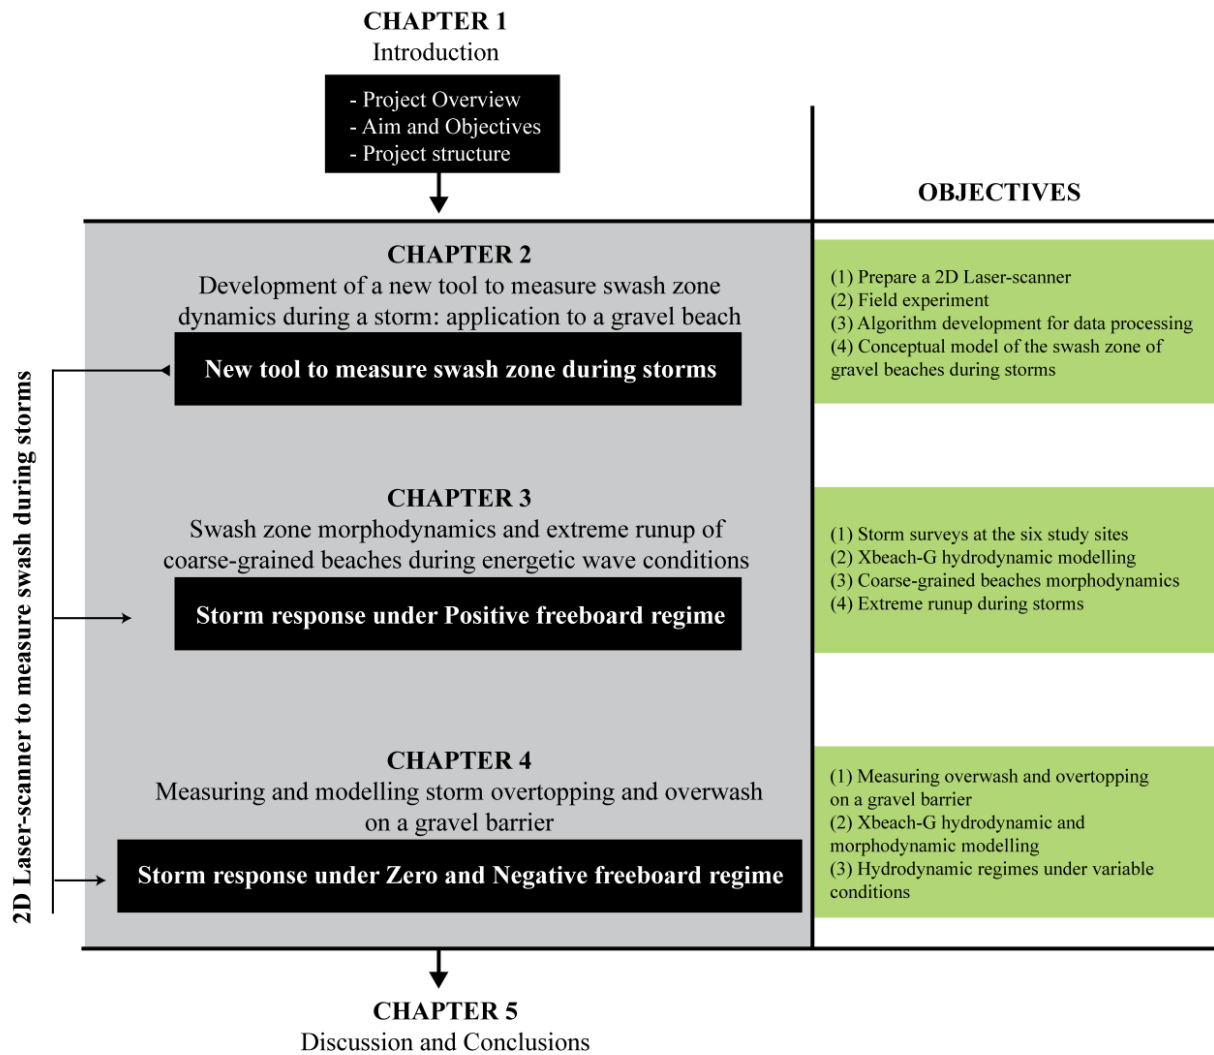 CHAPTER 1
Introduction
- Project Overview
- Aim and Objectives
- Project structure
OBJECTIVES
CHAPTER 2
Development of a new tool to measure swash zone
dynamics during a storm: application to a gravel beach
New tool to measure swash zone during storms
(1) Prepare a 2D Laser-scanner
(2) Field experiment
(3) Algorithm development for data processing
(4) Conceptual model of the swash zone of
gravel beaches during storms
2D Laser-scanner to measure swash during storms
CHAPTER 3
Swash zone morphodynamics and extreme runup of
coarse-grained beaches during energetic wave conditions
Storm response under Positive freeboard regime
(1) Storm surveys at the six study sites
(2) Xbeach-G hydrodynamic modelling
(3) Coarse-grained beaches morphodynamics
(4) Extreme runup during storms
CHAPTER 4
Measuring and modelling storm overtopping and overwash
on a gravel barrier
Storm response under Zero and Negative freeboard regime
(1) Measuring overwash and overtopping
on a gravel barrier
(2) Xbeach-G hydrodynamic and
morphodynamic modelling
(3) Hydrodynamic regimes under variable
conditions
CHAPTER 5
Discussion and Conclusions